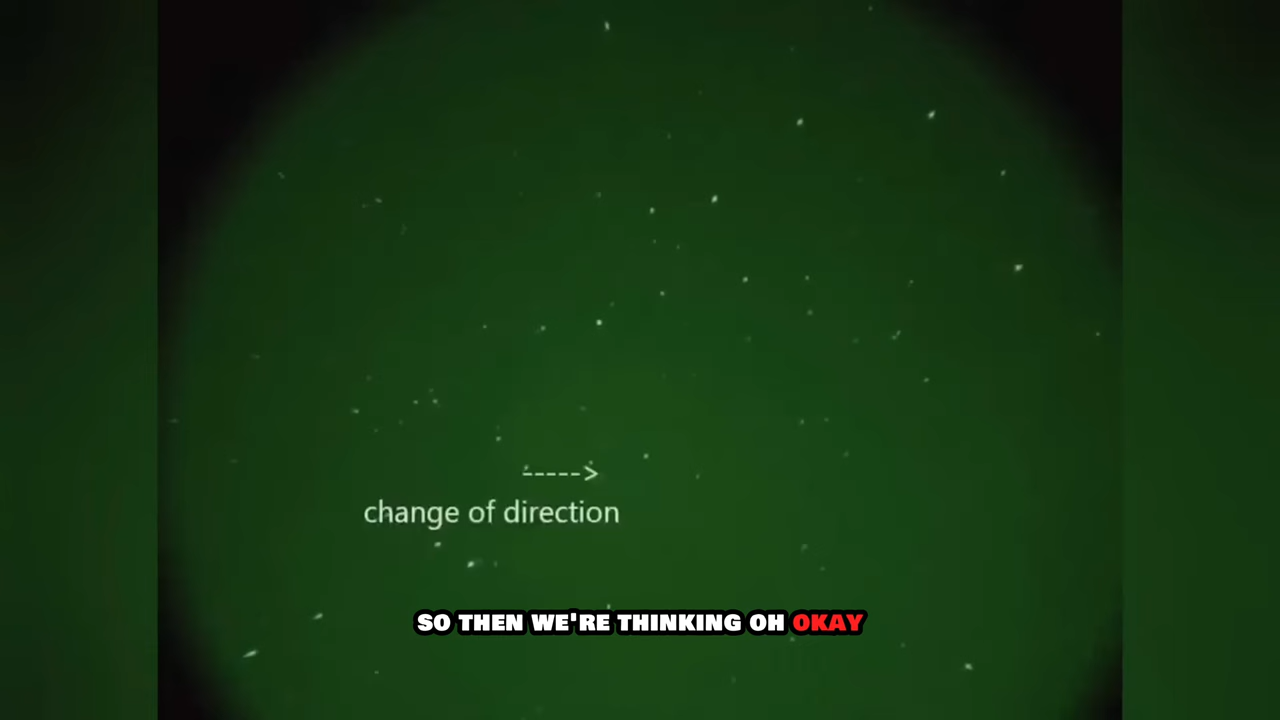 ----->
change of direction
SO THEN WE'RE THINKING OH OKAY